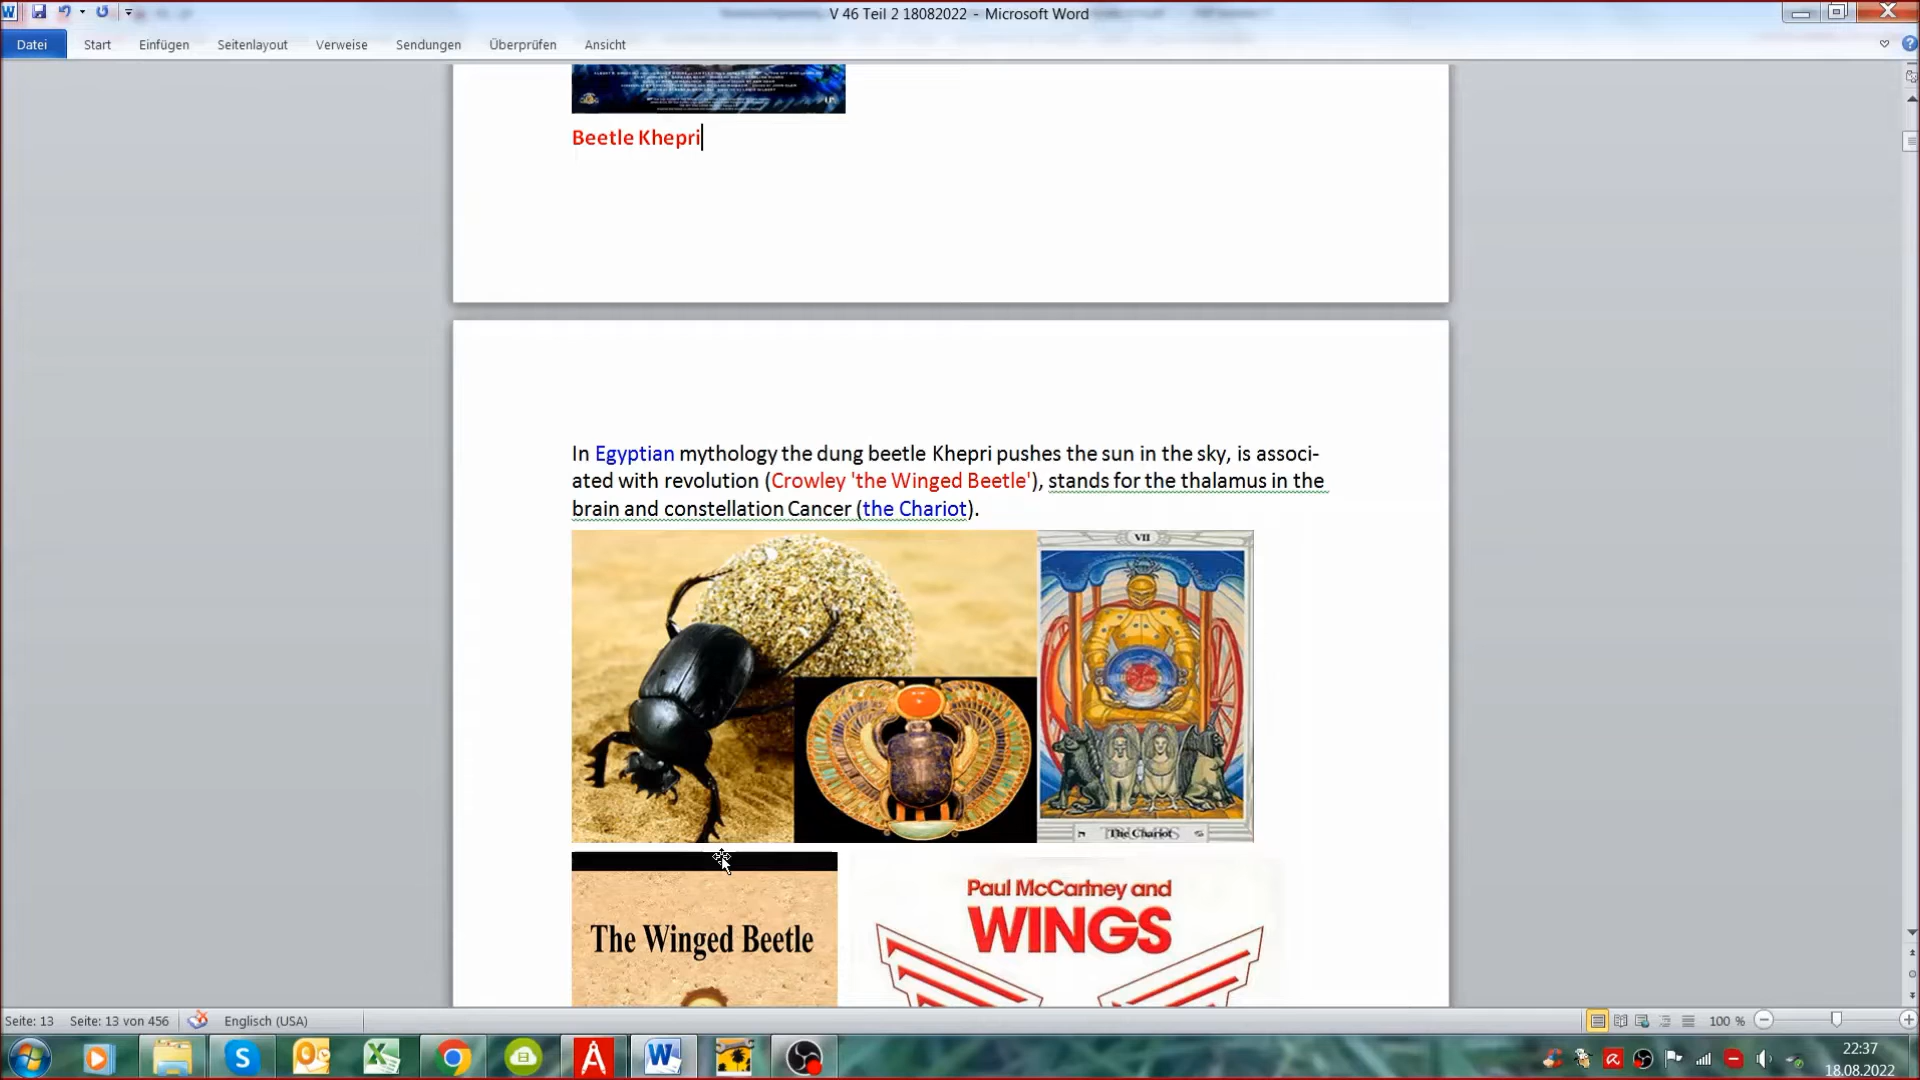 V 46 Teil 2 18082022 - Microsoft Word
Datei Start Einfügen Seitenlayout Verweise Sendungen Überprüfen Ansicht
Beetle Khepri
In Egyptian mythology the dung beetle Khepri pushes the sun in the sky, is associ-
ated with revolution (Crowley 'the Winged Beetle'), stands for the thalamus in the
brain and constellation Cancer (the Chariot).
VII
The Chariot
The Winged Beetle
Paul McCartney and
WINGS
Seite: 13 Seite: 13 von 456 Englisch (USA) 100 %
22:37
18.08.2022